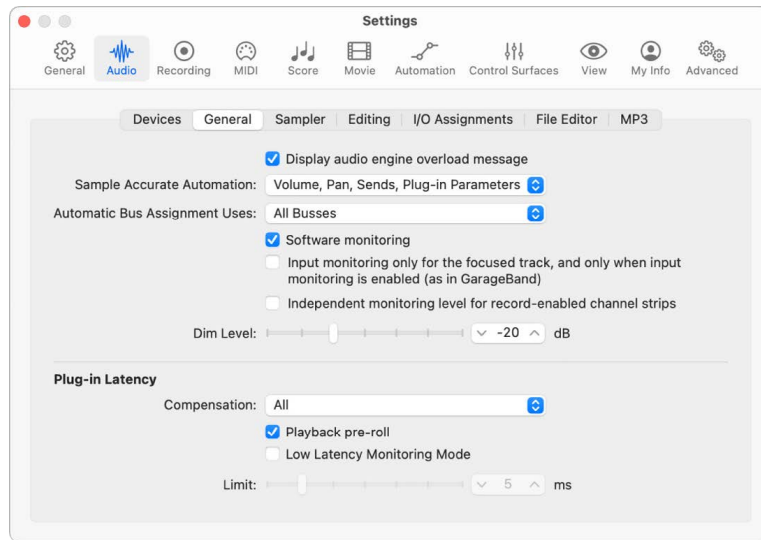 Settings
General Audio Recording MIDI Score Movie Automation Control Surfaces View My Info Advanced
Devices General Sampler Editing I/O Assignments File Editor MP3
Display audio engine overload message
Sample Accurate Automation: Volume, Pan, Sends, Plug-in Parameters
Automatic Bus Assignment Uses: All Busses
Software monitoring
Input monitoring only for the focused track, and only when input
monitoring is enabled (as in GarageBand)
Independent monitoring level for record-enabled channel strips
Dim Level: -20 dB
Plug-in Latency
Compensation: All
Playback pre-roll
Low Latency Monitoring Mode
Limit: 5 ms